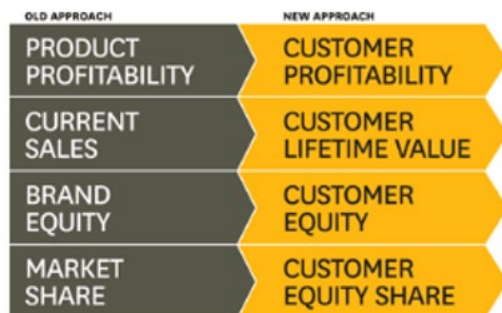 OLD APPROACH
NEW APPROACH
PRODUCT
PROFITABILITY
CUSTOMER
PROFITABILITY
CURRENT
SALES
CUSTOMER
LIFETIME VALUE
BRAND
EQUITY
CUSTOMER
EQUITY
MARKET
SHARE
CUSTOMER
EQUITY SHARE